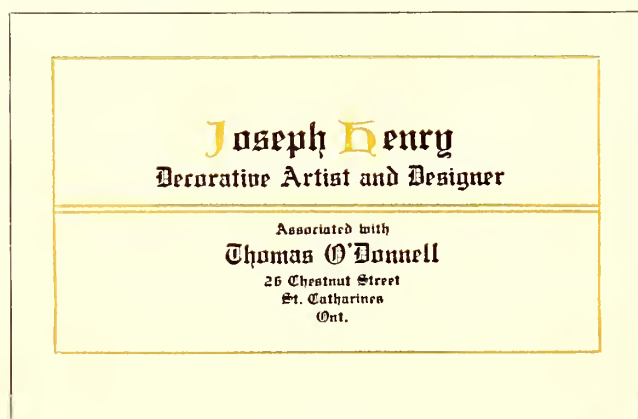 Joseph Henry
Decorative Artist and Designer
Associated with
Thomas O'Donnell
26 Chestnut Street
St. Catharines
Ont.